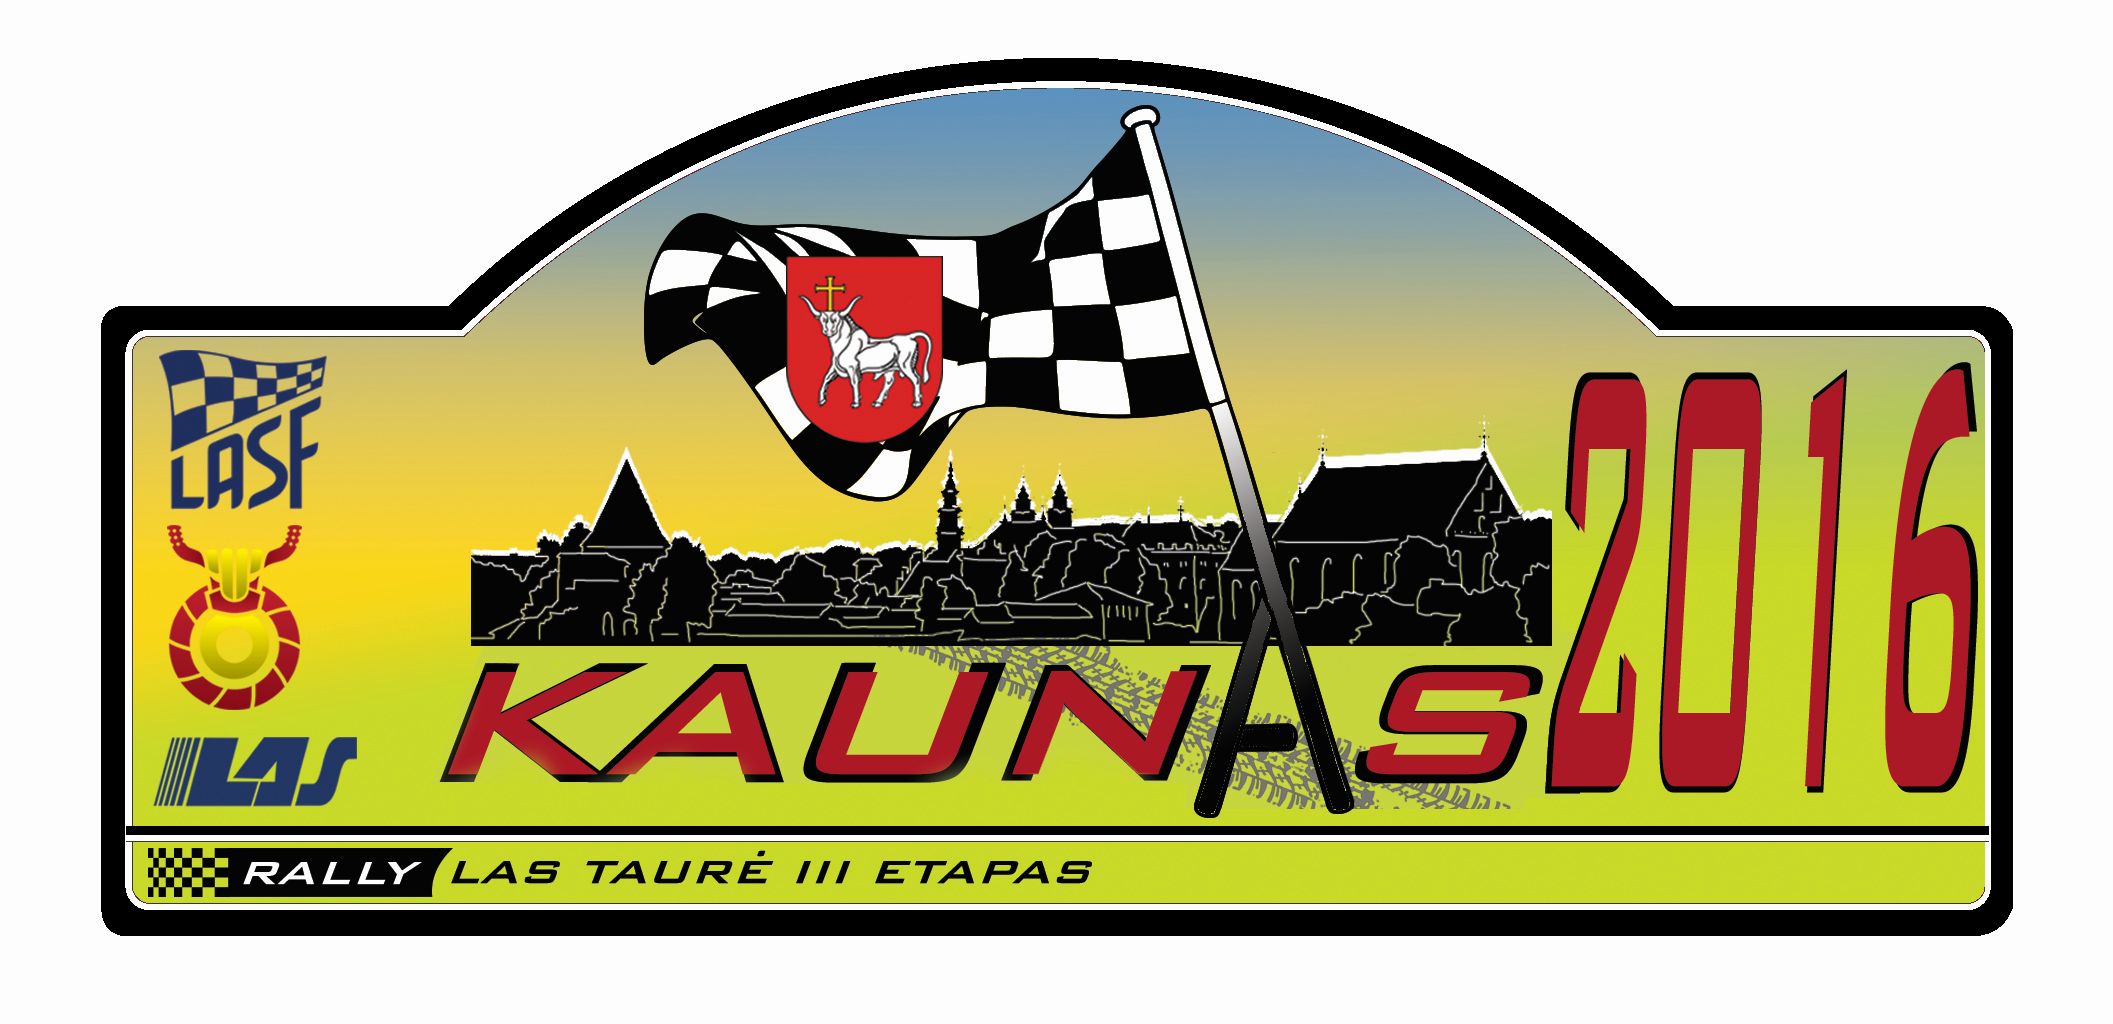 LASF
LAS
KAUNAS
2016
RALLY LAS TAURĖ III ETAPAS